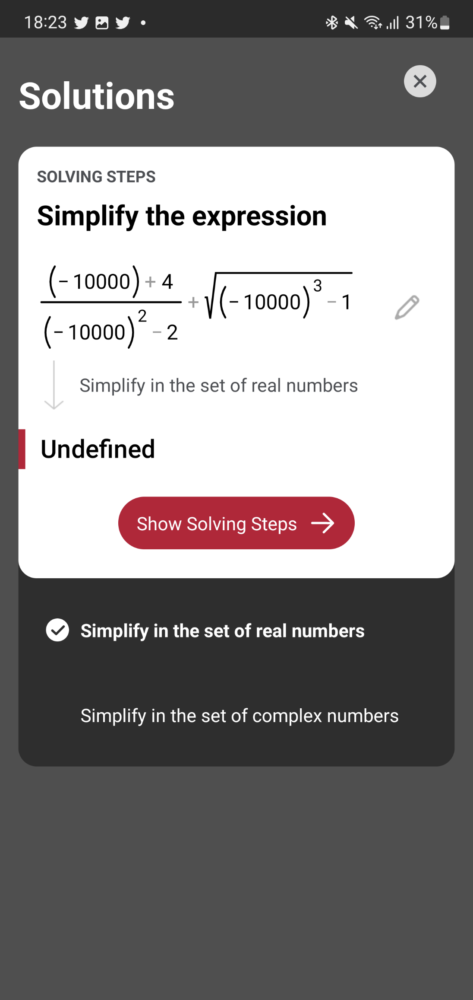 18:23
31%
Solutions
SOLVING STEPS
Simplify the expression
(-10000)+4
(-10000)² - 2
+ √(-10000)³ - 1
Simplify in the set of real numbers
Undefined
Show Solving Steps
Simplify in the set of real numbers
Simplify in the set of complex numbers